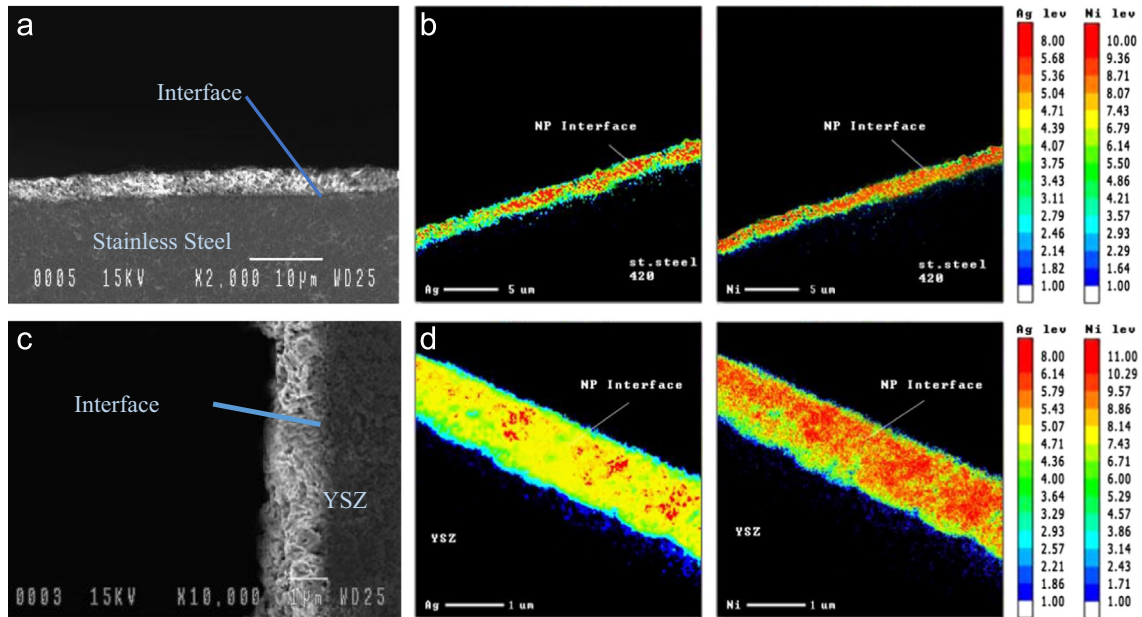 a
Interface
Stainless Steel
0005 15KV X2,000 10μm WD25
b
NP Interface
st.steel
420
Ag 5 um
NP Interface
st.steel
420
Ni 5 um
Ag lev
8.00
5.68
5.36
5.04
4.71
4.39
4.07
3.75
3.43
3.11
2.79
2.46
2.14
1.82
1.00
Ni lev
10.00
9.36
8.71
8.07
7.43
6.79
6.14
5.50
4.86
4.21
3.57
2.93
2.29
1.64
1.00
c
Interface
YSZ
0003 15KV X10,000 1μm WD25
d
NP Interface
YSZ
Ag 1 um
NP Interface
YSZ
Ni 1 um
Ag lev
8.00
6.14
5.79
5.43
5.07
4.71
4.36
4.00
3.64
3.29
2.93
2.57
2.21
1.86
1.00
Ni lev
11.00
10.29
9.57
8.86
8.14
7.43
6.71
6.00
5.29
4.57
3.86
3.14
2.43
1.71
1.00